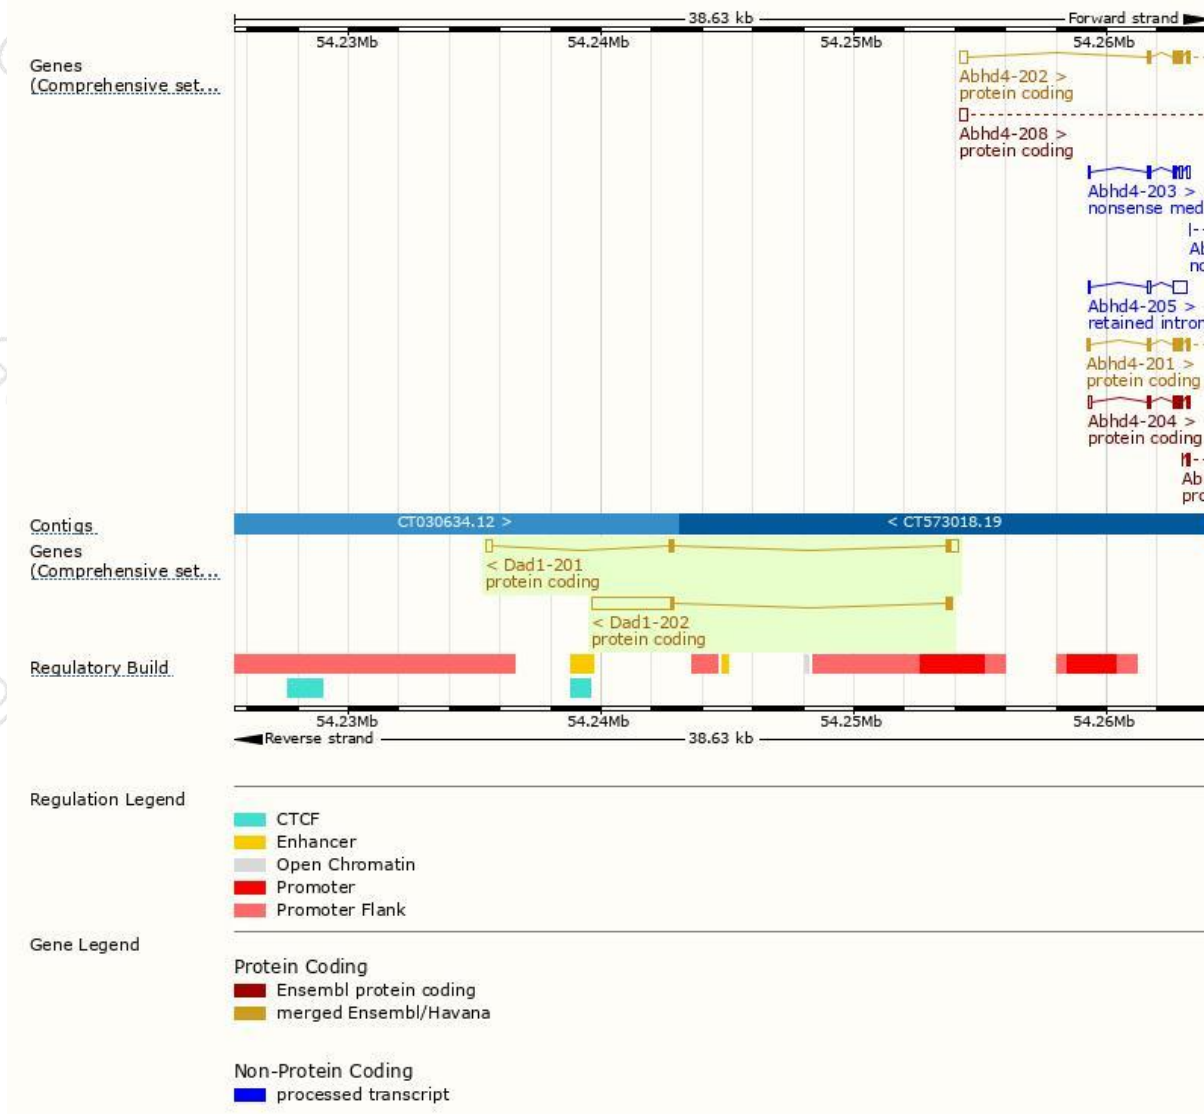 38.63 kb Forward strand
54.23Mb 54.24Mb 54.25Mb 54.26Mb
Genes
(Comprehensive set...
Abhd4-202 >
protein coding
Abhd4-208 >
protein coding
Abhd4-203 >
nonsense med
Ab
no
Abhd4-205 >
retained intron
Abhd4-201 >
protein coding
Abhd4-204 >
protein coding
Ab
pro
Contigs
CT030634.12 > < CT573018.19
Genes
(Comprehensive set...
< Dad1-201
protein coding
< Dad1-202
protein coding
Regulatory Build
54.23Mb 54.24Mb 54.25Mb 54.26Mb
Reverse strand 38.63 kb
Regulation Legend
CTCF
Enhancer
Open Chromatin
Promoter
Promoter Flank
Gene Legend
Protein Coding
Ensembl protein coding
merged Ensembl/Havana
Non-Protein Coding
processed transcript